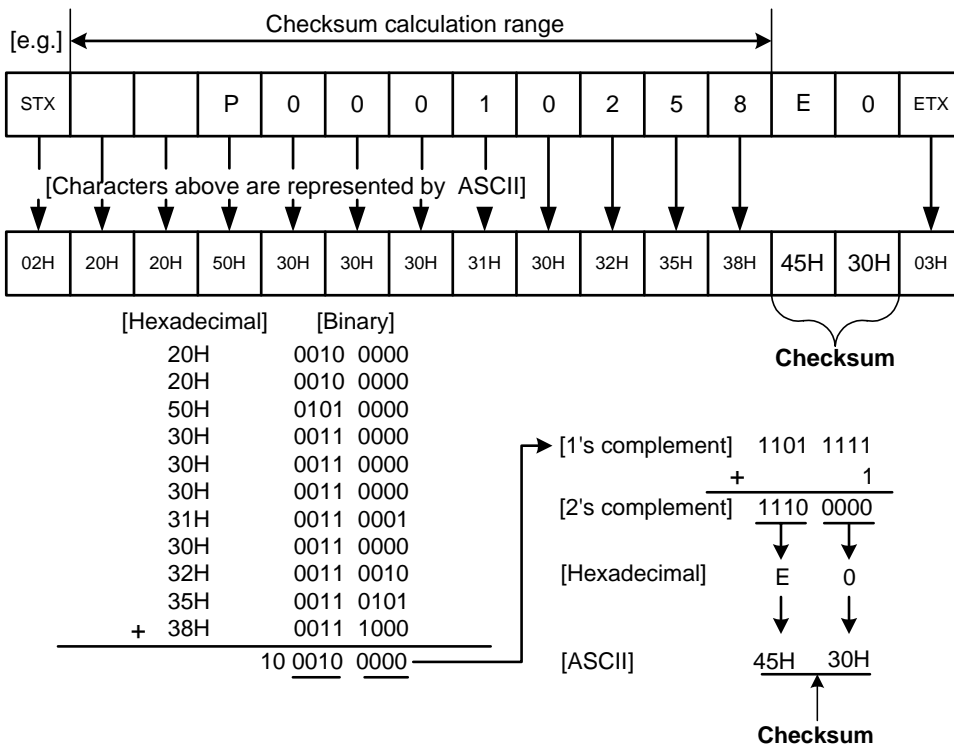 Checksum calculation range
[e.g.]
STX P 0 0 0 1 0 2 5 8 E 0 ETX
[Characters above are represented by ASCII]
02H 20H 20H 50H 30H 30H 30H 31H 30H 32H 35H 38H 45H 30H 03H
Checksum
[Hexadecimal] [Binary]
20H 0010 0000
20H 0010 0000
50H 0101 0000
30H 0011 0000
30H 0011 0000
30H 0011 0000
31H 0011 0001
30H 0011 0000
32H 0011 0010
35H 0011 0101
+ 38H 0011 1000
10 0010 0000
[1's complement] 1101 1111
+ 1
[2's complement] 1110 0000
[Hexadecimal] E 0
[ASCII] 45H 30H
Checksum